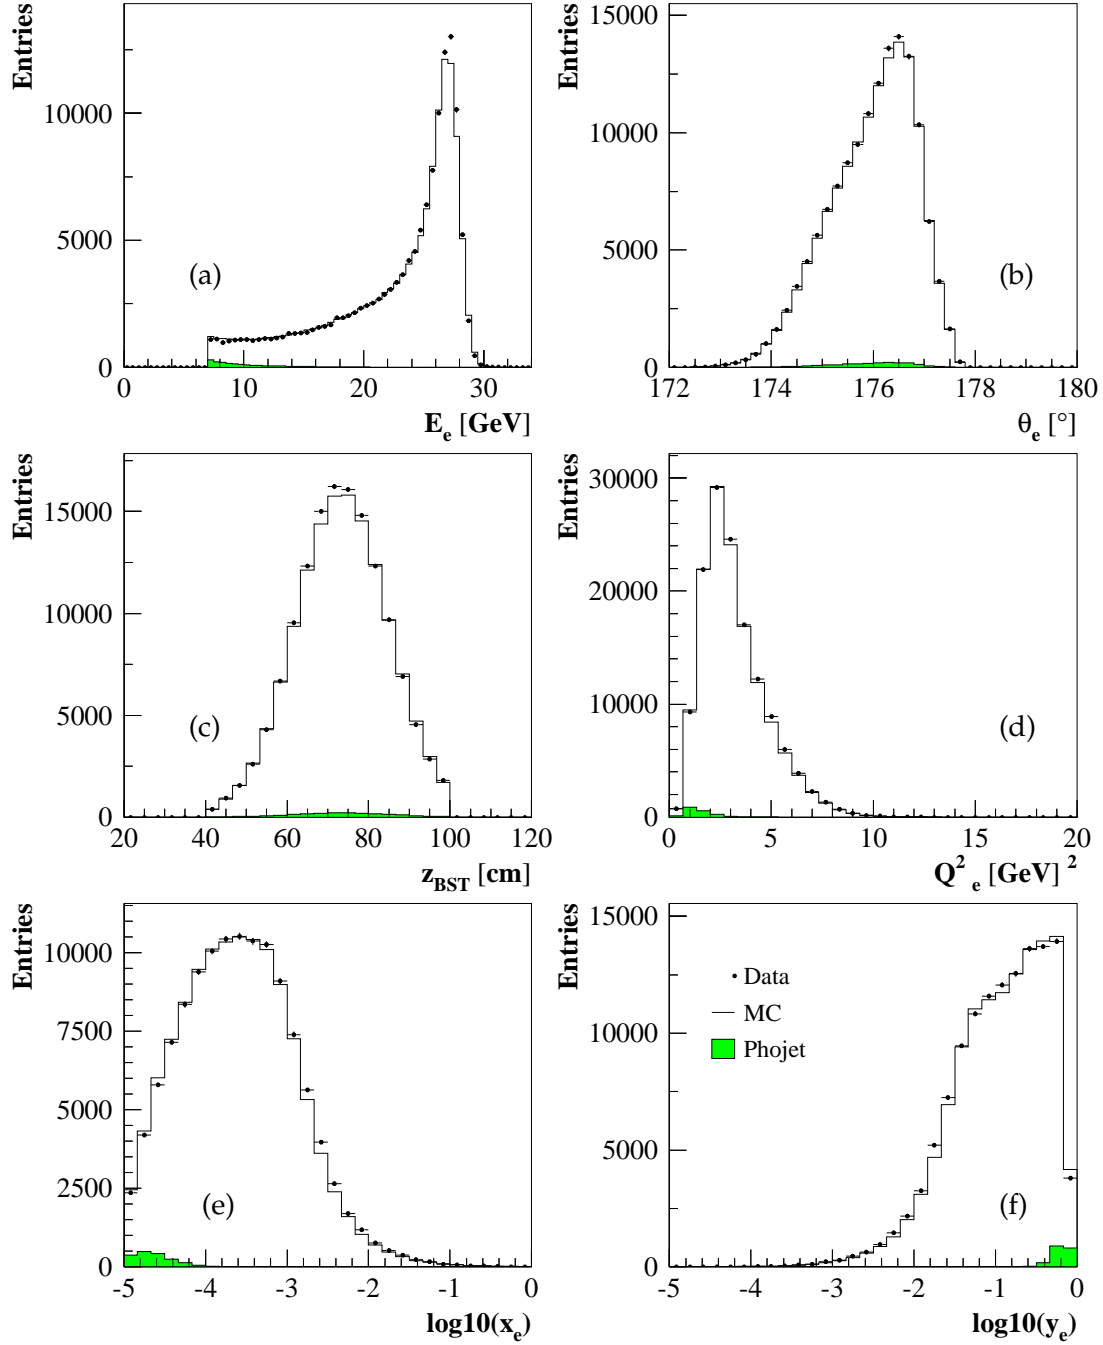 Entries
10000
5000
0
(a)
0 10 20 30
E_e [GeV]
Entries
15000
10000
5000
0
(b)
172 174 176 178 180
θ_e [°]
Entries
15000
10000
5000
0
(c)
20 40 60 80 100 120
z_BST [cm]
Entries
30000
20000
10000
0
(d)
0 5 10 15 20
Q²_e [GeV]²
Entries
10000
7500
5000
2500
0
(e)
-5 -4 -3 -2 -1 0
log10(x_e)
Entries
15000
10000
5000
0
Data
MC
Phojet
(f)
-5 -4 -3 -2 -1 0
log10(y_e)